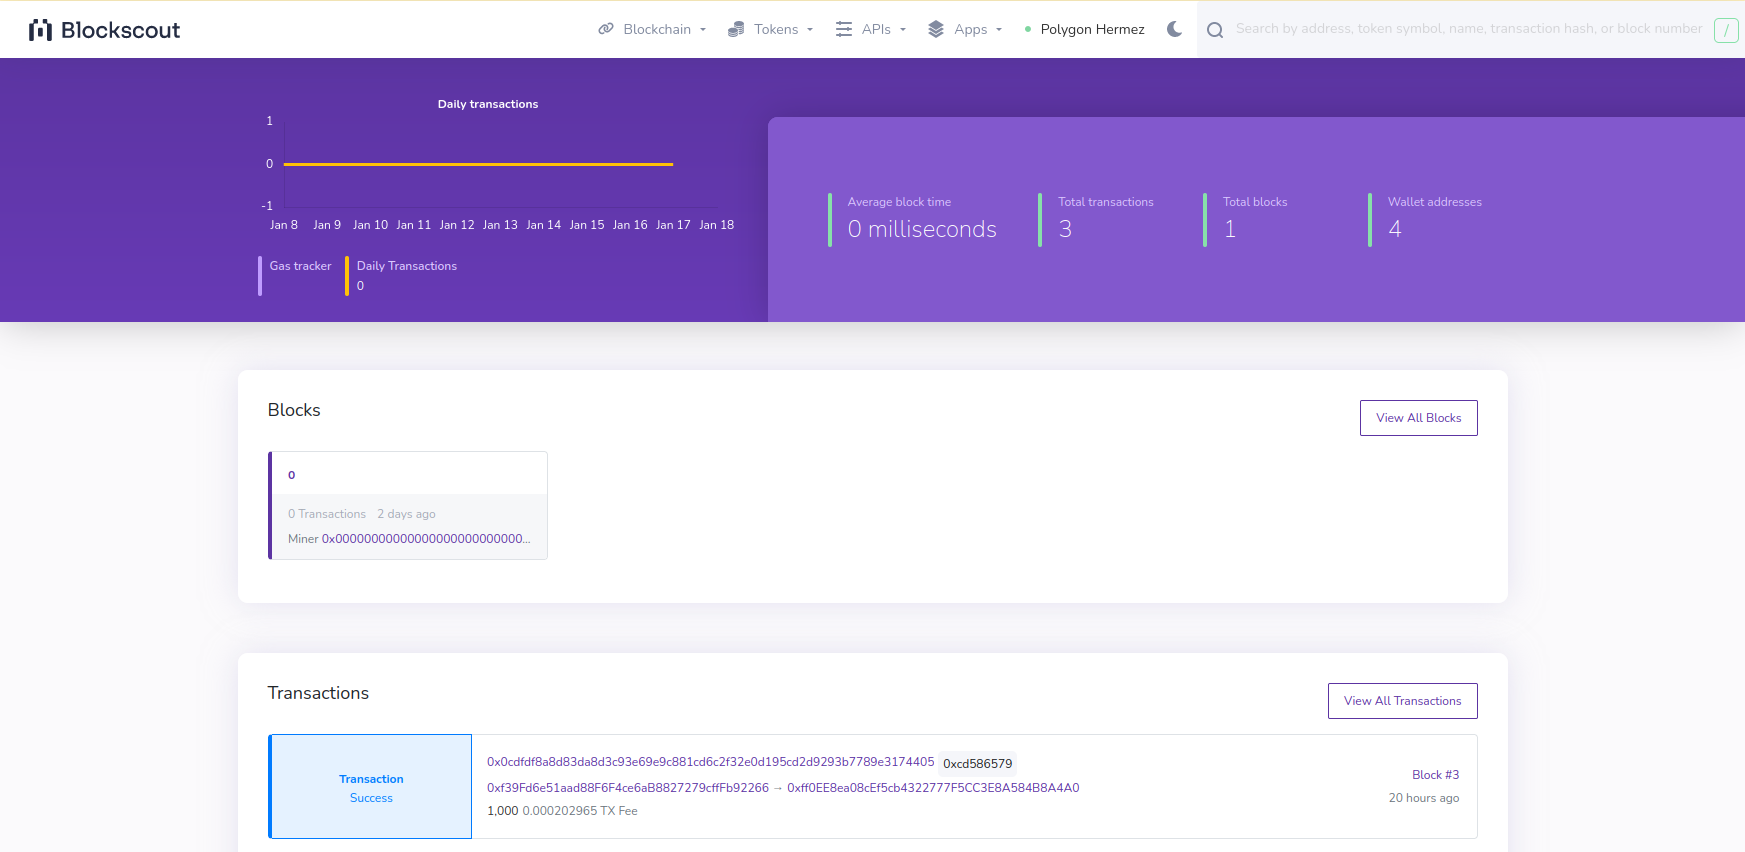 Blockscout
Blockchain Tokens APIs Apps Polygon Hermez
Search by address, token symbol, name, transaction hash, or block number /
Daily transactions
1
0
-1
Jan 8 Jan 9 Jan 10 Jan 11 Jan 12 Jan 13 Jan 14 Jan 15 Jan 16 Jan 17 Jan 18
Gas tracker
Daily Transactions
0
Average block time
0 milliseconds
Total transactions
3
Total blocks
1
Wallet addresses
4
Blocks
View All Blocks
0
0 Transactions 2 days ago
Miner 0x00000000000000000000000000...
Transactions
View All Transactions
Transaction
Success
0x0cdfdf8a8d83da8d3c93e69e9c881cd6c2f32e0d195cd2d9293b7789e3174405 0xcd586579
0xf39Fd6e51aad88F6F4ce6aB8827279cffFb92266 → 0xff0EE8ea08cEf5cb4322777F5CC3E8A584B8A4A0
1,000 0.000202965 TX Fee
Block #3
20 hours ago